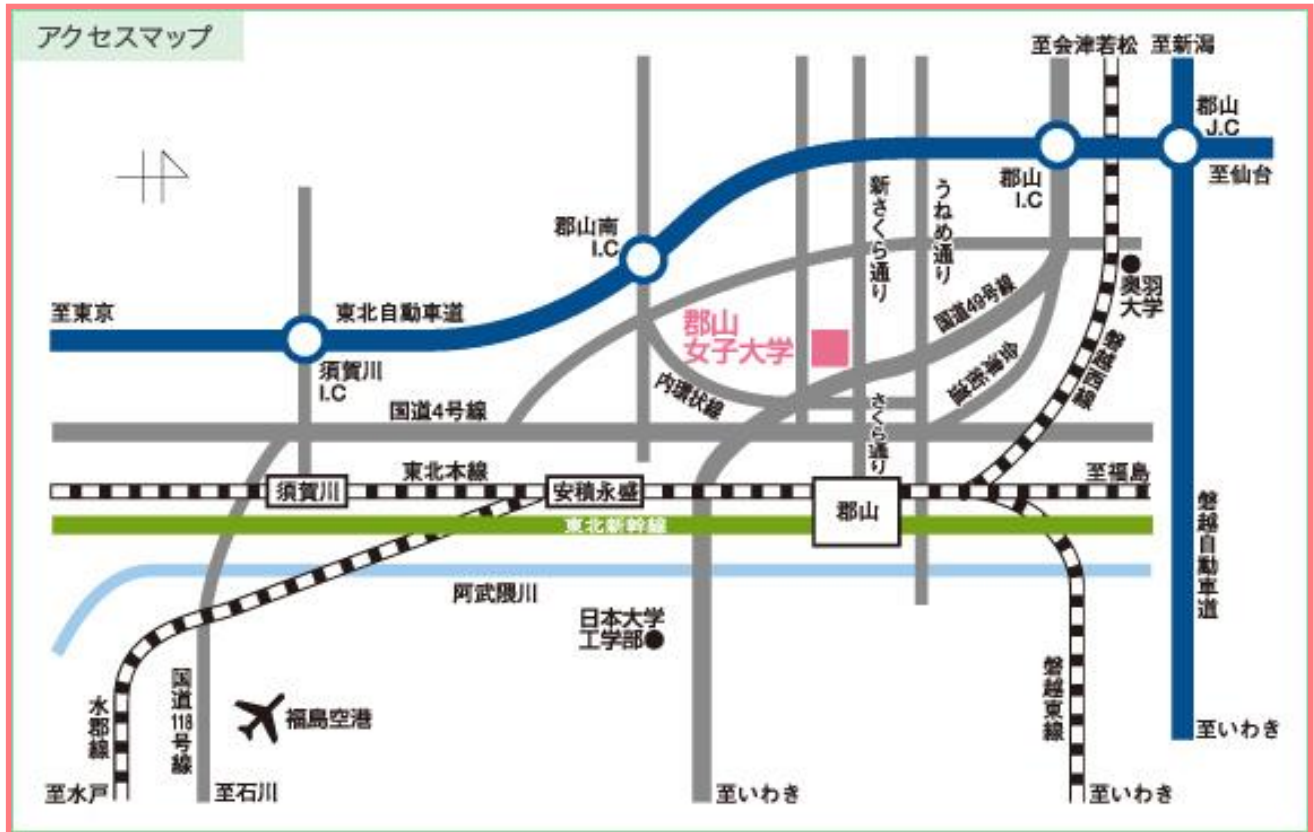 アクセスマップ
至会津若松
至新潟
郡山
J.C
至仙台
郡山
I.C
新さくら通り
うねめ通り
郡山南
I.C
奥羽
大学
国道49号線
至東京
東北自動車道
郡山
女子大学
須賀川
I.C
会津街道
磐越西線
内環状線
国道4号線
さくら通り
東北本線
至福島
須賀川
安積永盛
郡山
東北新幹線
磐越自動車道
阿武隈川
日本大学
工学部
水郡線
国道118号線
福島空港
磐越東線
至いわき
至水戸
至石川
至いわき
至いわき